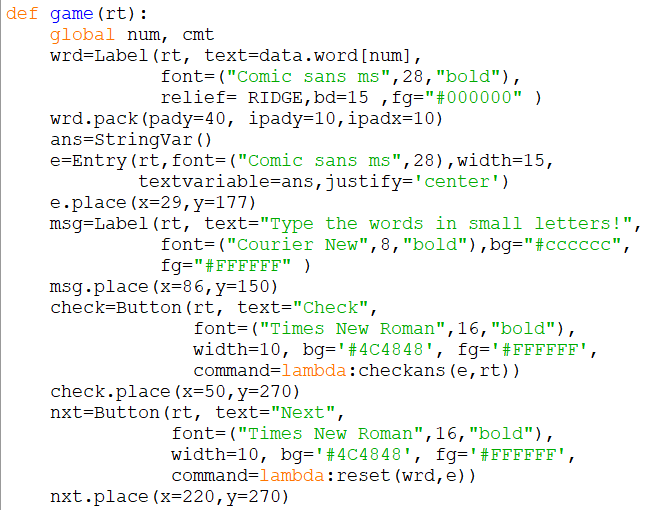 def game(rt):
    global num, cmt
    wrd=Label(rt, text=data.word[num],
              font=("Comic sans ms",28,"bold"),
              relief= RIDGE,bd=15 ,fg="#000000" )
    wrd.pack(pady=40, ipady=10,ipadx=10)
    ans=StringVar()
    e=Entry(rt,font=("Comic sans ms",28),width=15,
            textvariable=ans,justify='center')
    e.place(x=29,y=177)
    msg=Label(rt, text="Type the words in small letters!",
              font=("Courier New",8,"bold"),bg="#cccccc",
              fg="#FFFFFF" )
    msg.place(x=86,y=150)
    check=Button(rt, text="Check",
                 font=("Times New Roman",16,"bold"),
                 width=10, bg='#4C4848', fg='#FFFFFF',
                 command=lambda:checkans(e,rt))
    check.place(x=50,y=270)
    nxt=Button(rt, text="Next",
               font=("Times New Roman",16,"bold"),
               width=10, bg='#4C4848', fg='#FFFFFF',
               command=lambda:reset(wrd,e))
    nxt.place(x=220,y=270)